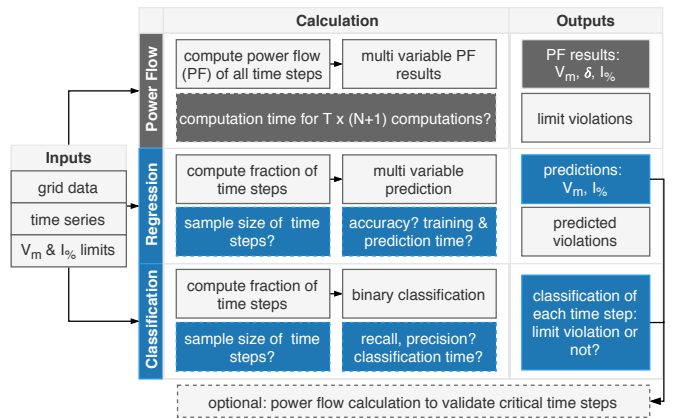 Calculation
Outputs
Power Flow
compute power flow
(PF) of all time steps
multi variable PF
results
PF results:
Vm, δ, I%
computation time for T x (N+1) computations?
limit violations
Inputs
grid data
time series
Vm & I% limits
Regression
compute fraction of
time steps
multi variable
prediction
predictions:
Vm, I%
sample size of time
steps?
accuracy? training &
prediction time?
predicted
violations
Classification
compute fraction of
time steps
binary classification
classification of
each time step:
limit violation or
not?
sample size of time
steps?
recall, precision?
classification time?
optional: power flow calculation to validate critical time steps